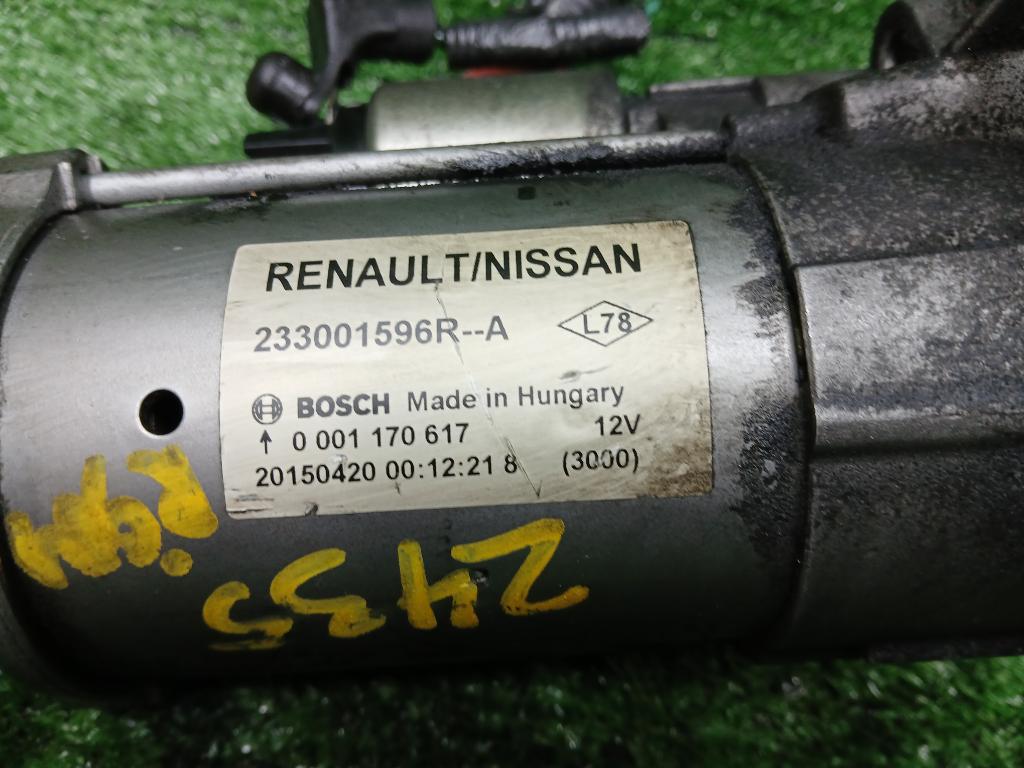 RENAULT/NISSAN
233001596R--A
L78
BOSCH Made in Hungary
0 001 170 617 12V
20150420 00:12:21 8 (3000)